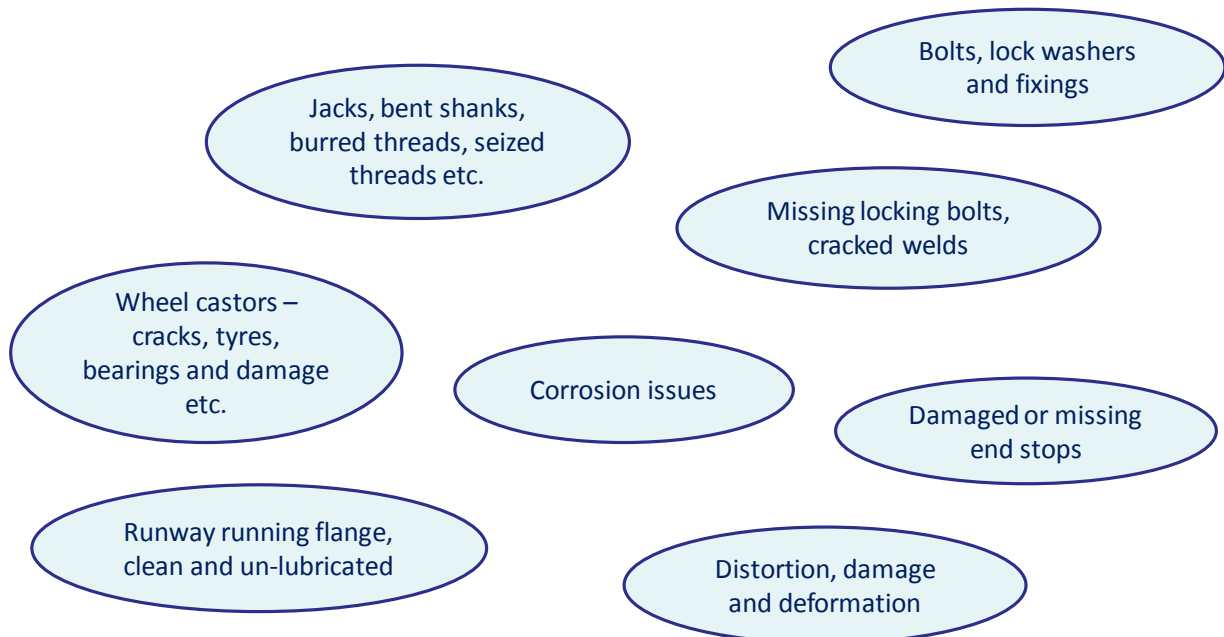 Bolts, lock washers
and fixings
Jacks, bent shanks,
burred threads, seized
threads etc.
Missing locking bolts,
cracked welds
Wheel castors –
cracks, tyres,
bearings and damage
etc.
Corrosion issues
Damaged or missing
end stops
Runway running flange,
clean and un-lubricated
Distortion, damage
and deformation